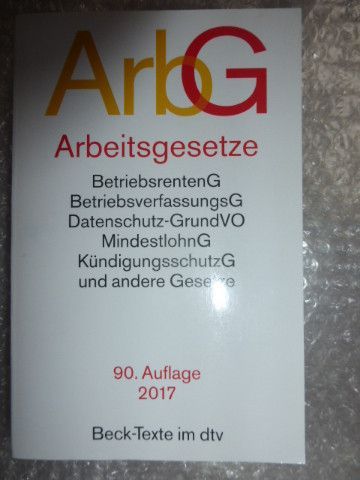 ArbG
Arbeitsgesetze
BetriebsrentenG
BetriebsverfassungsG
Datenschutz-GrundVO
MindestlohnG
KündigungsschutzG
und andere Gesetze
90. Auflage
2017
Beck-Texte im dtv